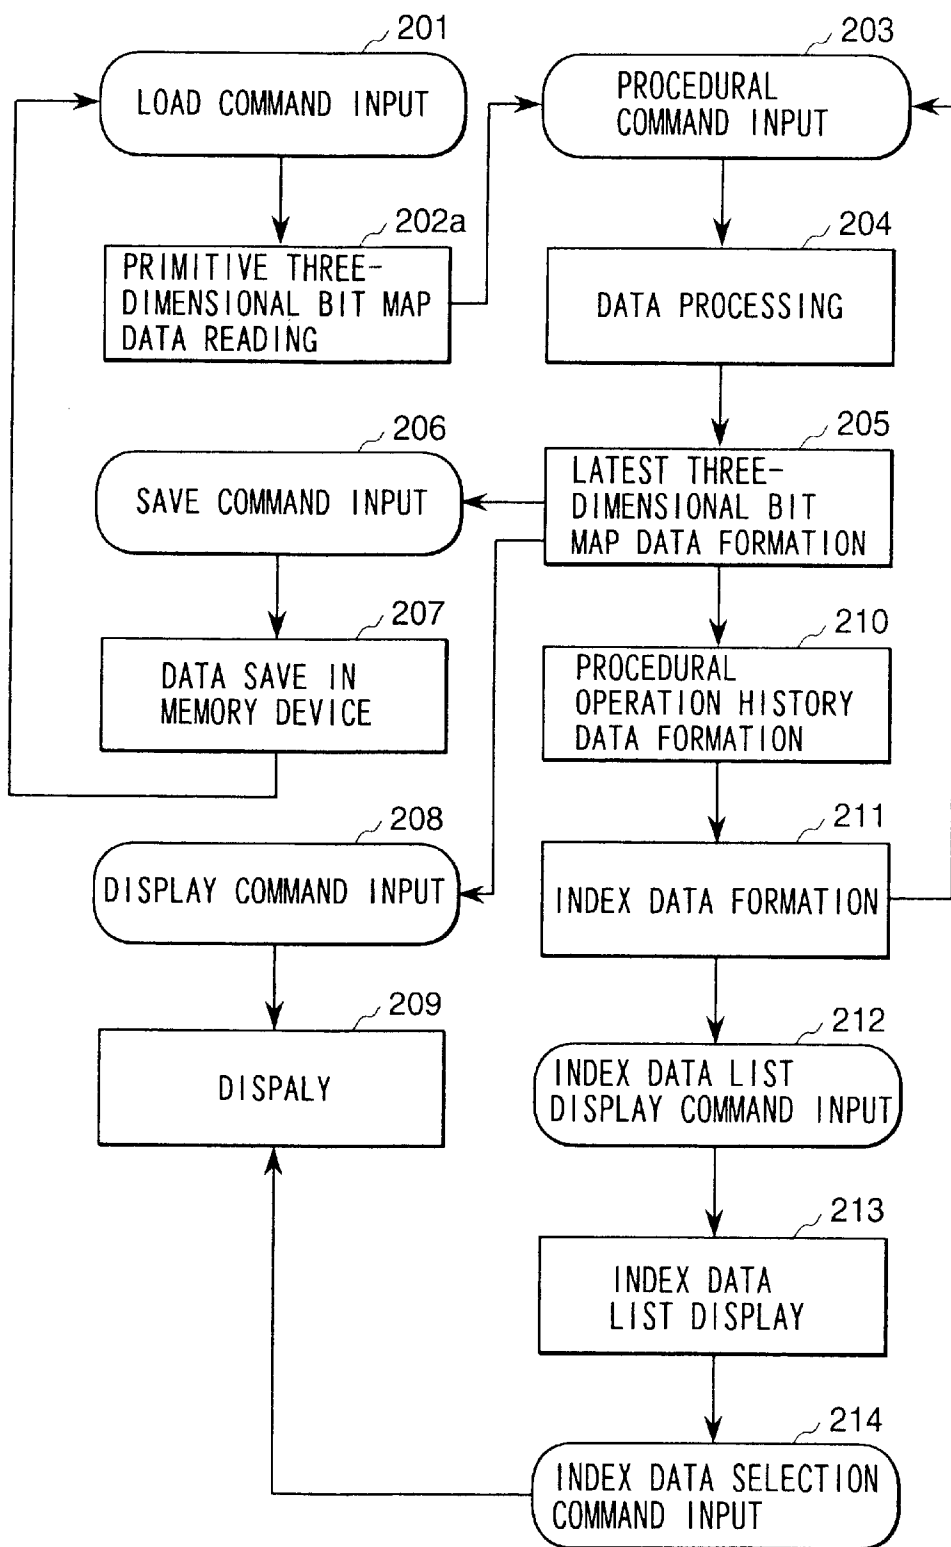 201
LOAD COMMAND INPUT
202a
PRIMITIVE THREE-
DIMENSIONAL BIT MAP
DATA READING
203
PROCEDURAL
COMMAND INPUT
204
DATA PROCESSING
205
LATEST THREE-
DIMENSIONAL BIT
MAP DATA FORMATION
206
SAVE COMMAND INPUT
207
DATA SAVE IN
MEMORY DEVICE
208
DISPLAY COMMAND INPUT
209
DISPALY
210
PROCEDURAL
OPERATION HISTORY
DATA FORMATION
211
INDEX DATA FORMATION
212
INDEX DATA LIST
DISPLAY COMMAND INPUT
213
INDEX DATA
LIST DISPLAY
214
INDEX DATA SELECTION
COMMAND INPUT